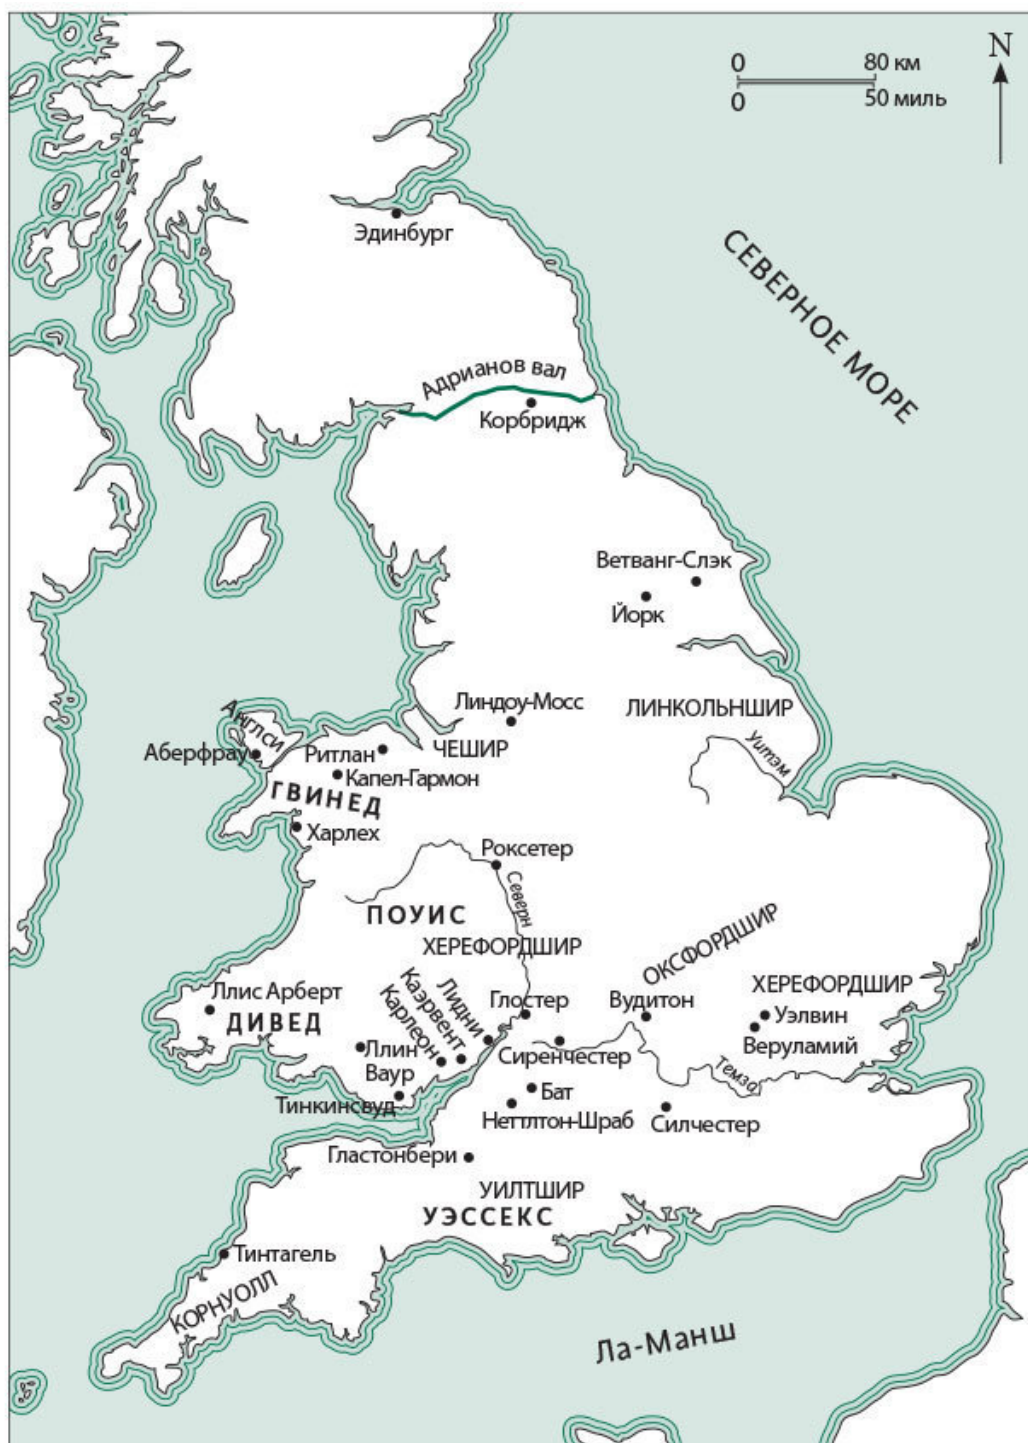 N
0 80 км
0 50 миль
Эдинбург
СЕВЕРНОЕ МОРЕ
Адрианов вал
Корбридж
Ветванг-Слэк
Йорк
Линдоу-Мосс
ЛИНКОЛЬНШИР
Уитэм
Англси
Аберфрау
Ритлан
ЧЕШИР
Капел-Гармон
ГВИНЕД
Харлех
Роксетер
Северн
ПОУИС
ХЕРЕФОРДШИР
ОКСФОРДШИР
Ллис Арберт
ДИВЕД
Карлеон
Каэрвент
Лидни
Глостер
Вудитон
ХЕРЕФОРДШИР
Уэлвин
Веруламий
Ллин
Ваур
Сиренчестер
Темза
Тинкинсвуд
Бат
Неттлтон-Шраб
Силчестер
Гластонбери
УИЛТШИР
УЭССЕКС
Тинтагель
КОРНУОЛЛ
Ла-Манш